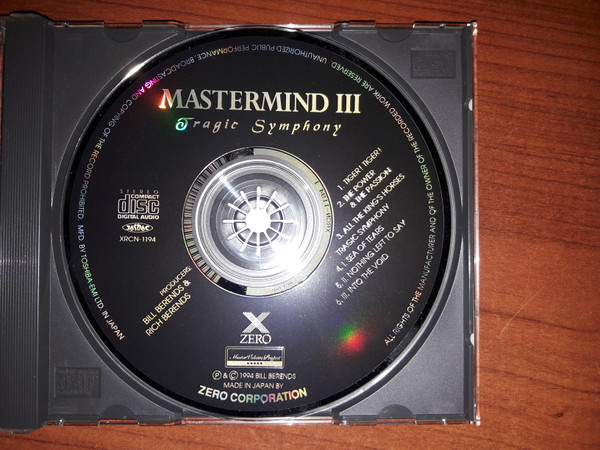 MASTERMIND III
Tragic Symphony
STEREO
COMPACT
disc
DIGITAL AUDIO
XRCN-1194
1. TIGER! TIGER!
2. THE POWER
& THE PASSION!
3. ALL THE KING'S HORSES
TRAGIC SYMPHONY
4. I. SEA OF TEARS
5. II. NOTHING LEFT TO SAY
6. III. INTO THE VOID
PRODUCERS:
BILL BERENDS &
RICH BERENDS
X
ZERO
℗ & © 1994 BILL BERENDS
MADE IN JAPAN BY
ZERO CORPORATION
ALL RIGHTS OF THE MANUFACTURER AND OF THE OWNER OF THE RECORDED WORK ARE RESERVED. UNAUTHORIZED PUBLIC PERFORMANCE, BROADCASTING AND COPYING OF THE RECORD PROHIBITED. MFD. BY TOSHIBA-EMI LTD. IN JAPAN